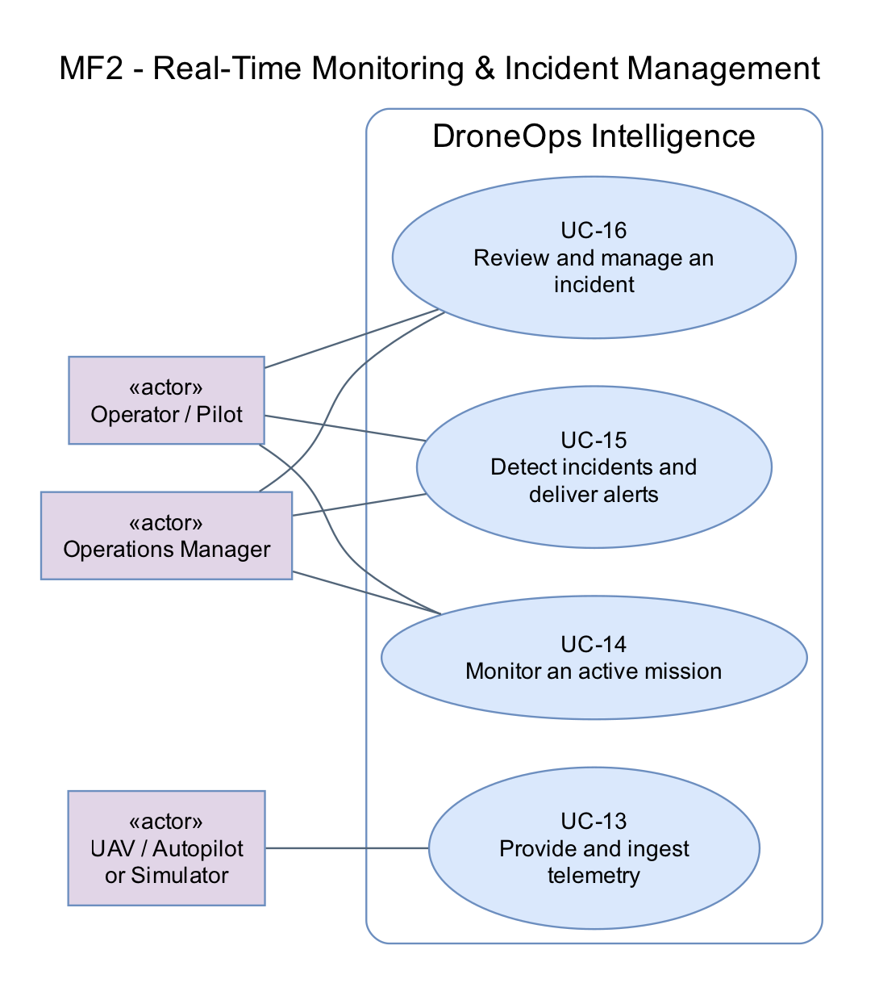 MF2 - Real-Time Monitoring & Incident Management
DroneOps Intelligence
UC-16
Review and manage an
incident
«actor»
Operator / Pilot
UC-15
Detect incidents and
deliver alerts
«actor»
Operations Manager
UC-14
Monitor an active mission
«actor»
UAV / Autopilot
or Simulator
UC-13
Provide and ingest
telemetry